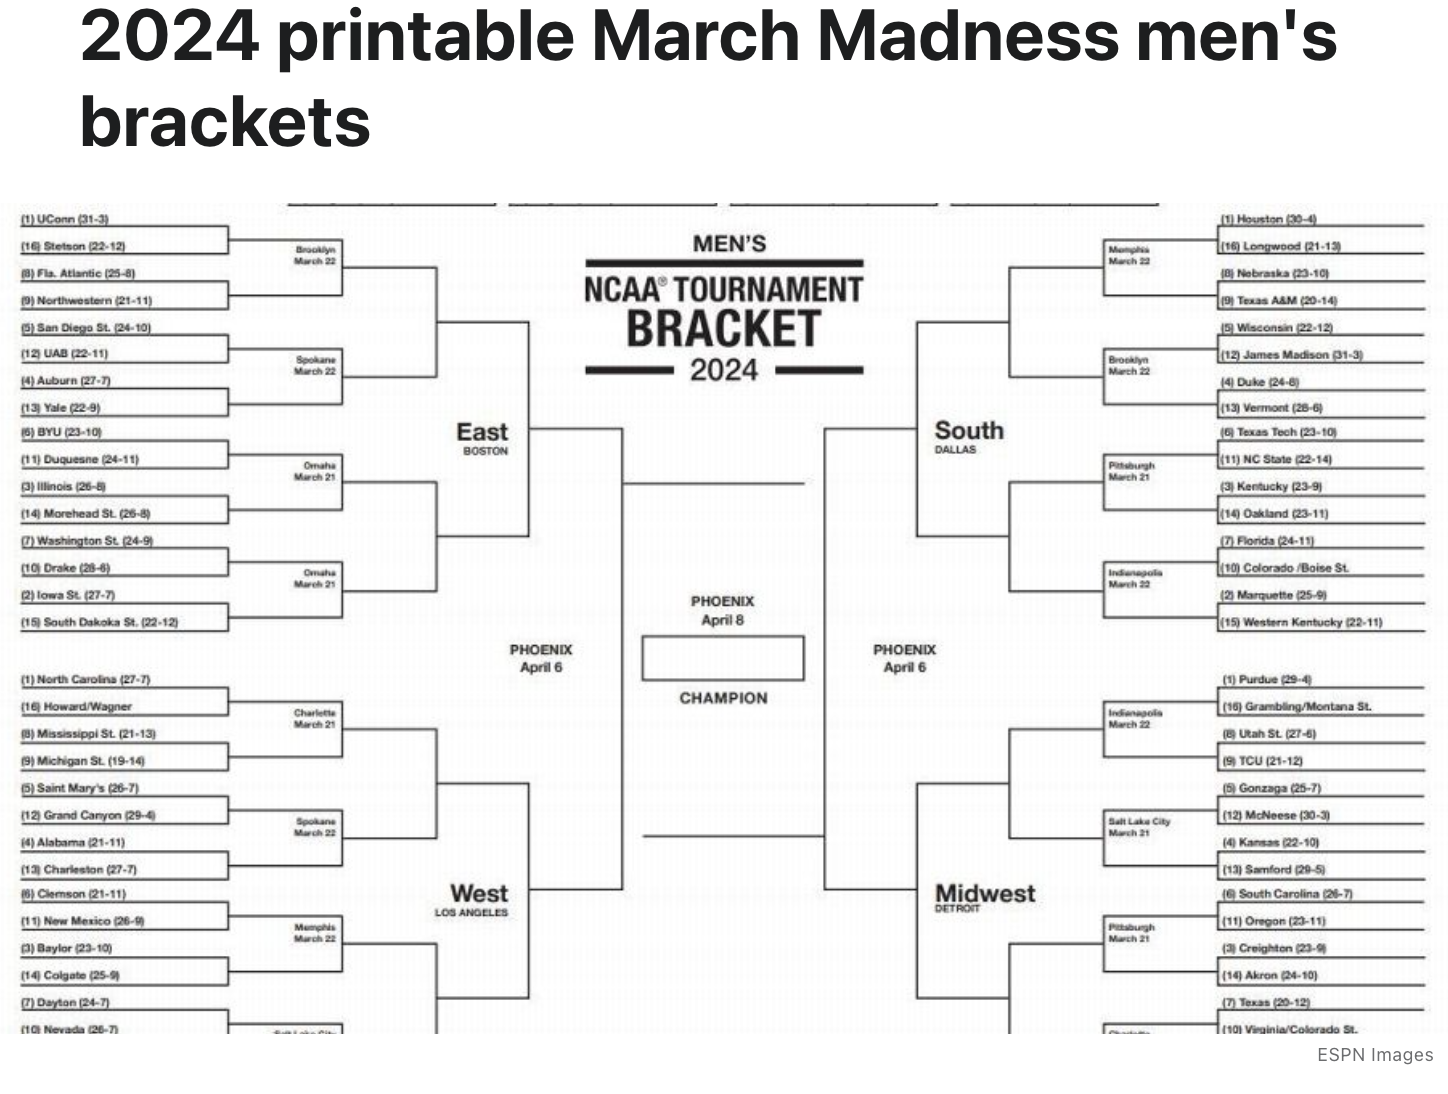 2024 printable March Madness men's
brackets
(1) UConn (31-3)
(16) Stetson (22-12)
(8) Fla. Atlantic (25-8)
(9) Northwestern (21-11)
(5) San Diego St. (24-10)
(12) UAB (22-11)
(4) Auburn (27-7)
(13) Yale (22-9)
(6) BYU (23-10)
(11) Duquesne (24-11)
(3) Illinois (26-8)
(14) Morehead St. (26-8)
(7) Washington St. (24-9)
(10) Drake (28-6)
(2) Iowa St. (27-7)
(15) South Dakoka St. (22-12)
Brooklyn
March 22
Spokane
March 22
Omaha
March 21
Omaha
March 21
East
BOSTON
(1) North Carolina (27-7)
(16) Howard/Wagner
(8) Mississippi St. (21-13)
(9) Michigan St. (19-14)
(5) Saint Mary's (26-7)
(12) Grand Canyon (29-4)
(4) Alabama (21-11)
(13) Charleston (27-7)
(6) Clemson (21-11)
(11) New Mexico (26-9)
(3) Baylor (23-10)
(14) Colgate (25-9)
(7) Dayton (24-7)
(10) Nevada (26-7)
Charlotte
March 21
Spokane
March 22
Memphis
March 22
Salt Lake City
West
LOS ANGELES
MEN'S
NCAA® TOURNAMENT
BRACKET
2024
PHOENIX
April 6
PHOENIX
April 8
CHAMPION
PHOENIX
April 6
South
DALLAS
Memphis
March 22
Brooklyn
March 22
Pittsburgh
March 21
Indianapolis
March 22
(1) Houston (30-4)
(16) Longwood (21-13)
(8) Nebraska (23-10)
(9) Texas A&M (20-14)
(5) Wisconsin (22-12)
(12) James Madison (31-3)
(4) Duke (24-8)
(13) Vermont (28-6)
(6) Texas Tech (23-10)
(11) NC State (22-14)
(3) Kentucky (23-9)
(14) Oakland (23-11)
(7) Florida (24-11)
(10) Colorado /Boise St.
(2) Marquette (25-9)
(15) Western Kentucky (22-11)
Midwest
DETROIT
Indianapolis
March 22
Salt Lake City
March 21
Pittsburgh
March 21
Charlotte
(1) Purdue (29-4)
(16) Grambling/Montana St.
(8) Utah St. (27-6)
(9) TCU (21-12)
(5) Gonzaga (25-7)
(12) McNeese (30-3)
(4) Kansas (22-10)
(13) Samford (29-5)
(6) South Carolina (26-7)
(11) Oregon (23-11)
(3) Creighton (23-9)
(14) Akron (24-10)
(7) Texas (20-12)
(10) Virginia/Colorado St.
ESPN Images